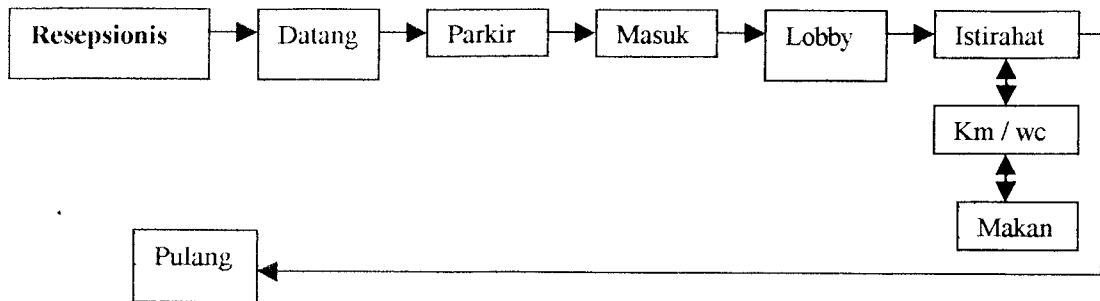 Resepsionis
Datang
Parkir
Masuk
Lobby
Istirahat
Km / wc
Makan
Pulang